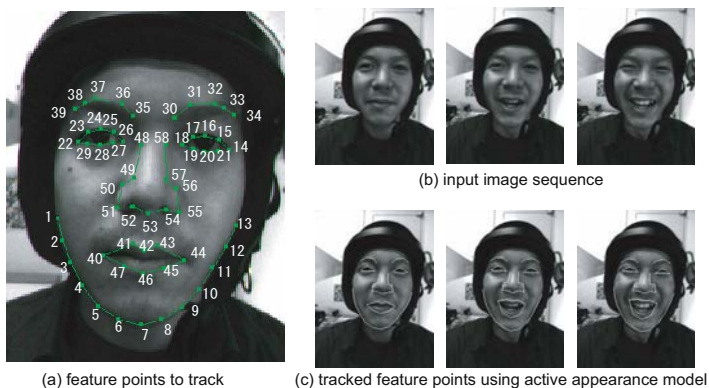 37 36 31 32
38 33
39 35 30 34
24 25 17 16
23 26 48 58 18 15
22 29 28 27 19 20 21 14
49 57
50 56
51 52 53 54 55
1 13
2 41 42 43 12
3 40 44 11
47 46 45
4 10
5 6 7 8 9
(b) input image sequence
(a) feature points to track
(c) tracked feature points using active appearance model